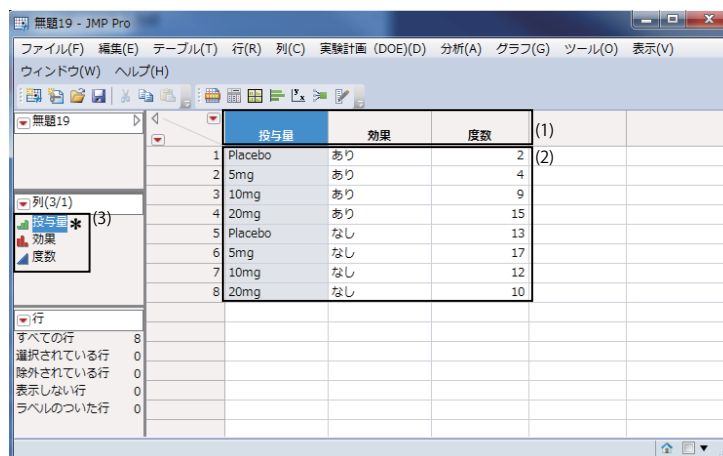 無題19 - JMP Pro
ファイル(F) 編集(E) テーブル(T) 行(R) 列(C) 実験計画（DOE)(D) 分析(A) グラフ(G) ツール(O) 表示(V)
ウィンドウ(W) ヘルプ(H)
無題19
投与量 効果 度数 (1)
1 Placebo あり 2 (2)
2 5mg あり 4
3 10mg あり 9
4 20mg あり 15
5 Placebo なし 13
6 5mg なし 17
7 10mg なし 12
8 20mg なし 10
列(3/1)
投与量 * (3)
効果
度数
行
すべての行 8
選択されている行 0
除外されている行 0
表示しない行 0
ラベルのついた行 0